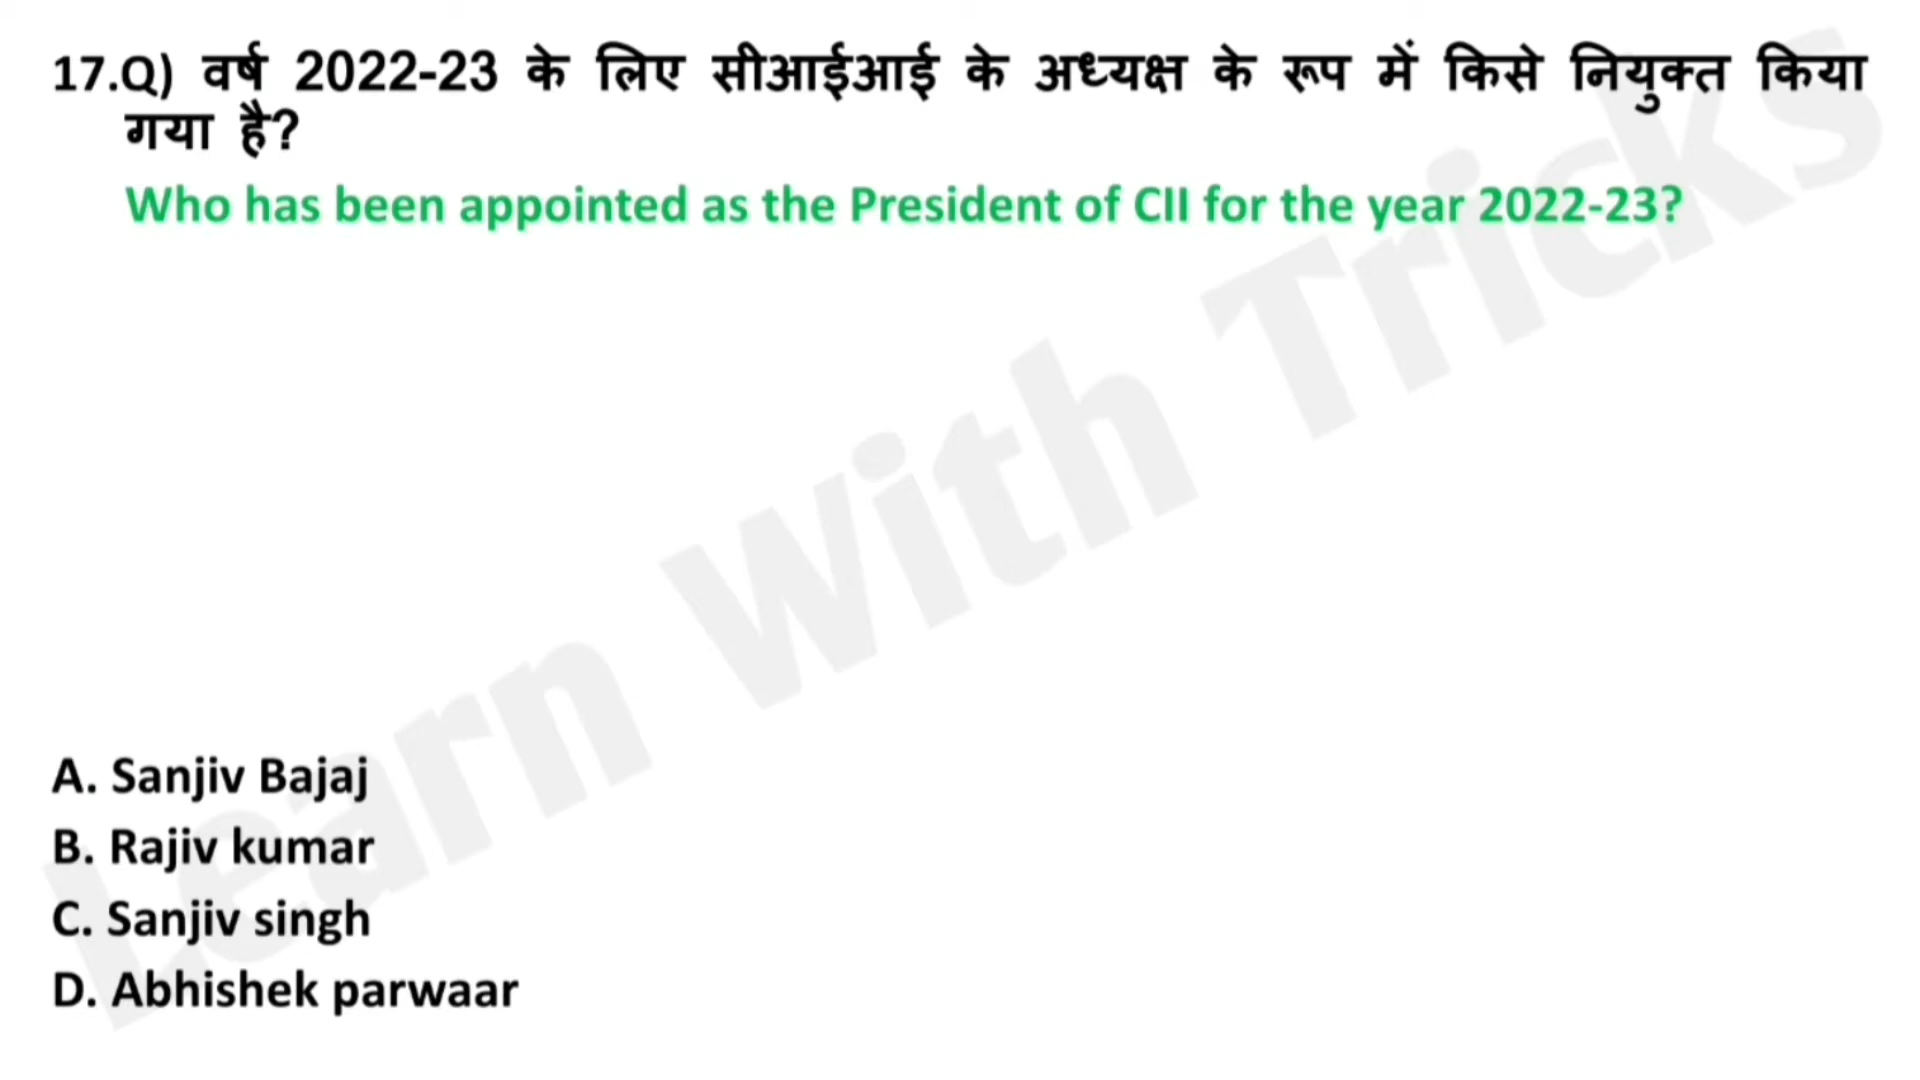 17.Q) वर्ष 2022-23 के लिए सीआईआई के अध्यक्ष के रूप में किसे नियुक्त किया
गया है?
Who has been appointed as the President of CII for the year 2022-23?
Learn With Tricks
A. Sanjiv Bajaj
B. Rajiv kumar
C. Sanjiv singh
D. Abhishek parwaar